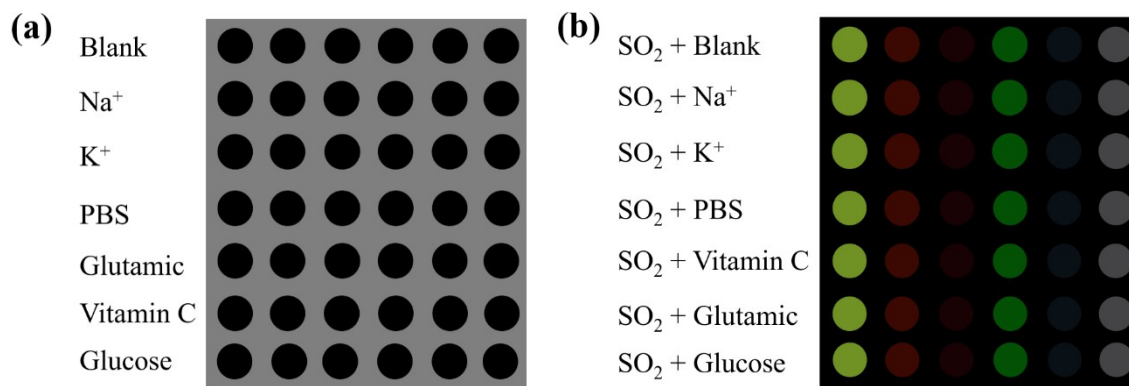 (a)
Blank
Na⁺
K⁺
PBS
Glutamic
Vitamin C
Glucose
(b)
SO₂ + Blank
SO₂ + Na⁺
SO₂ + K⁺
SO₂ + PBS
SO₂ + Vitamin C
SO₂ + Glutamic
SO₂ + Glucose